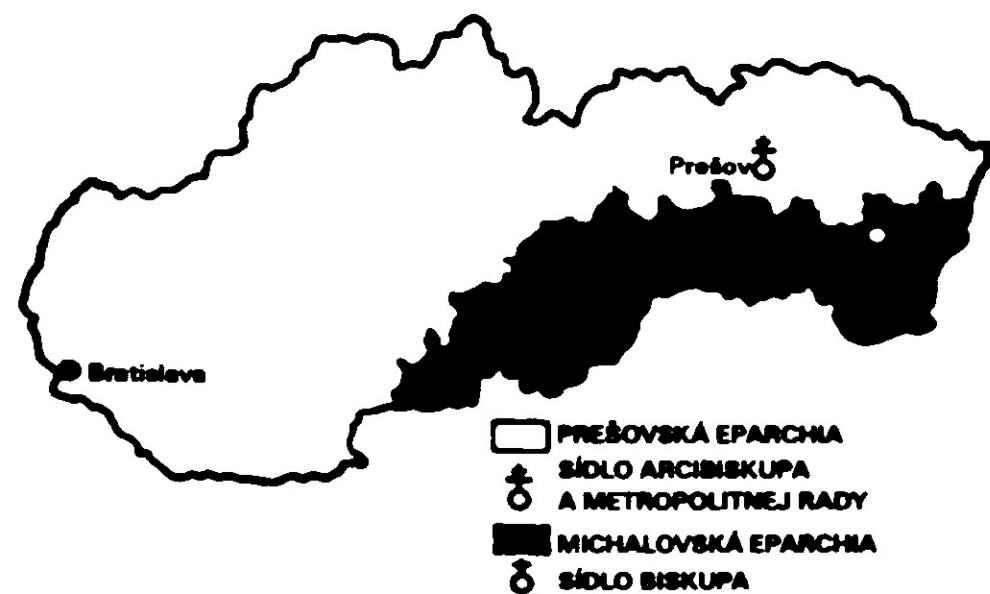 Prešov
Bratislava
PREŠOVSKÁ EPARCHIA
SÍDLO ARCIBISKUPA
A METROPOLITNEJ RADY
MICHALOVSKÁ EPARCHIA
SÍDLO BISKUPA